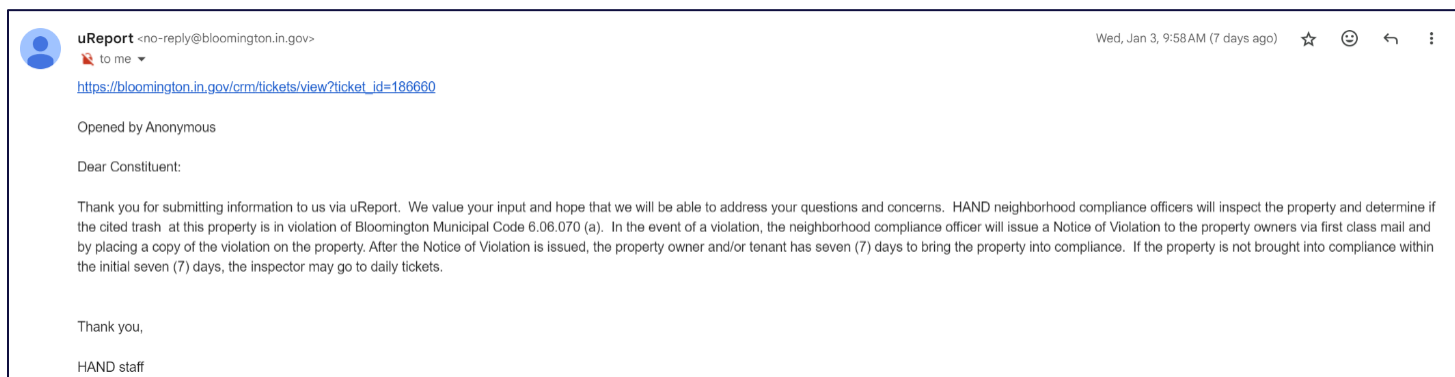 uReport <no-reply@bloomington.in.gov> Wed, Jan 3, 9:58 AM (7 days ago)
to me
https://bloomington.in.gov/crm/tickets/view?ticket_id=186660
Opened by Anonymous
Dear Constituent:
Thank you for submitting information to us via uReport.  We value your input and hope that we will be able to address your questions and concerns.  HAND neighborhood compliance officers will inspect the property and determine if
the cited trash  at this property is in violation of Bloomington Municipal Code 6.06.070 (a).  In the event of a violation, the neighborhood compliance officer will issue a Notice of Violation to the property owners via first class mail and
by placing a copy of the violation on the property. After the Notice of Violation is issued, the property owner and/or tenant has seven (7) days to bring the property into compliance.  If the property is not brought into compliance within
the initial seven (7) days, the inspector may go to daily tickets.
Thank you,
HAND staff